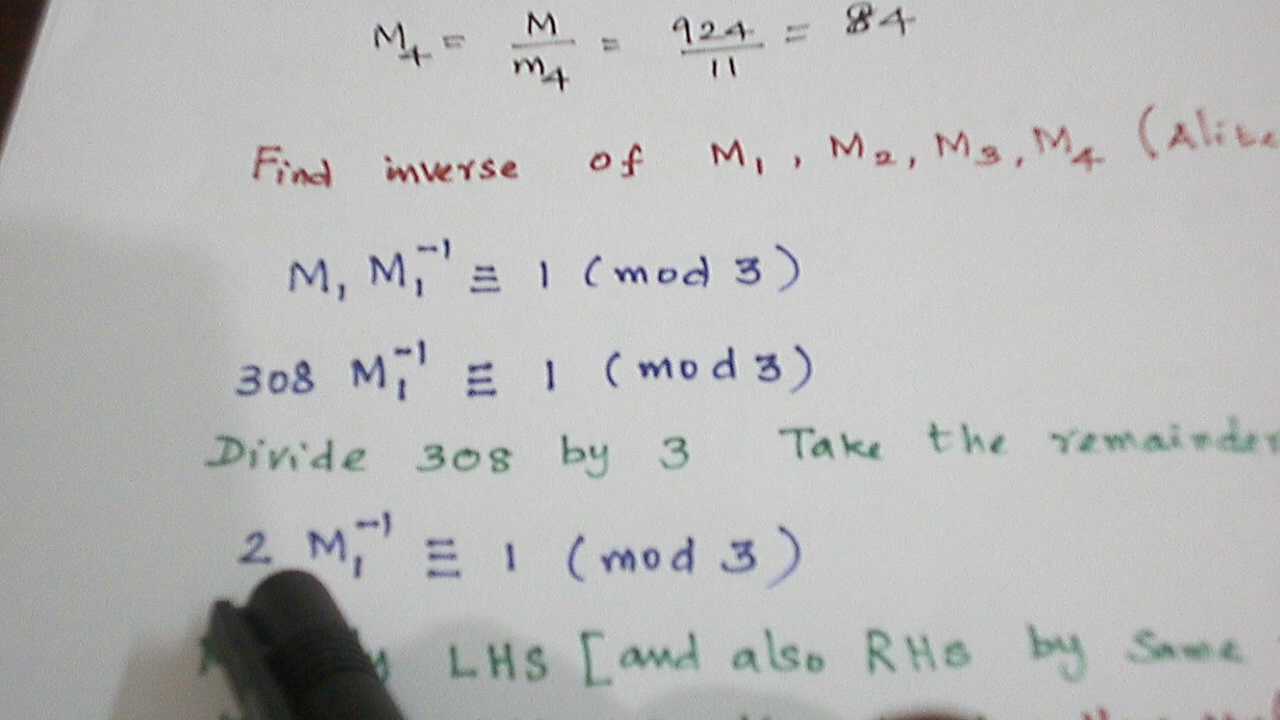 M₄ = M / m₄ = 924 / 11 = 84
Find inverse of M₁, M₂, M₃, M₄
M₁ M₁⁻¹ ≡ 1 (mod 3)
308 M₁⁻¹ ≡ 1 (mod 3)
Divide 308 by 3 Take the remainder
2 M₁⁻¹ ≡ 1 (mod 3)
LHS [and also RHS by Same